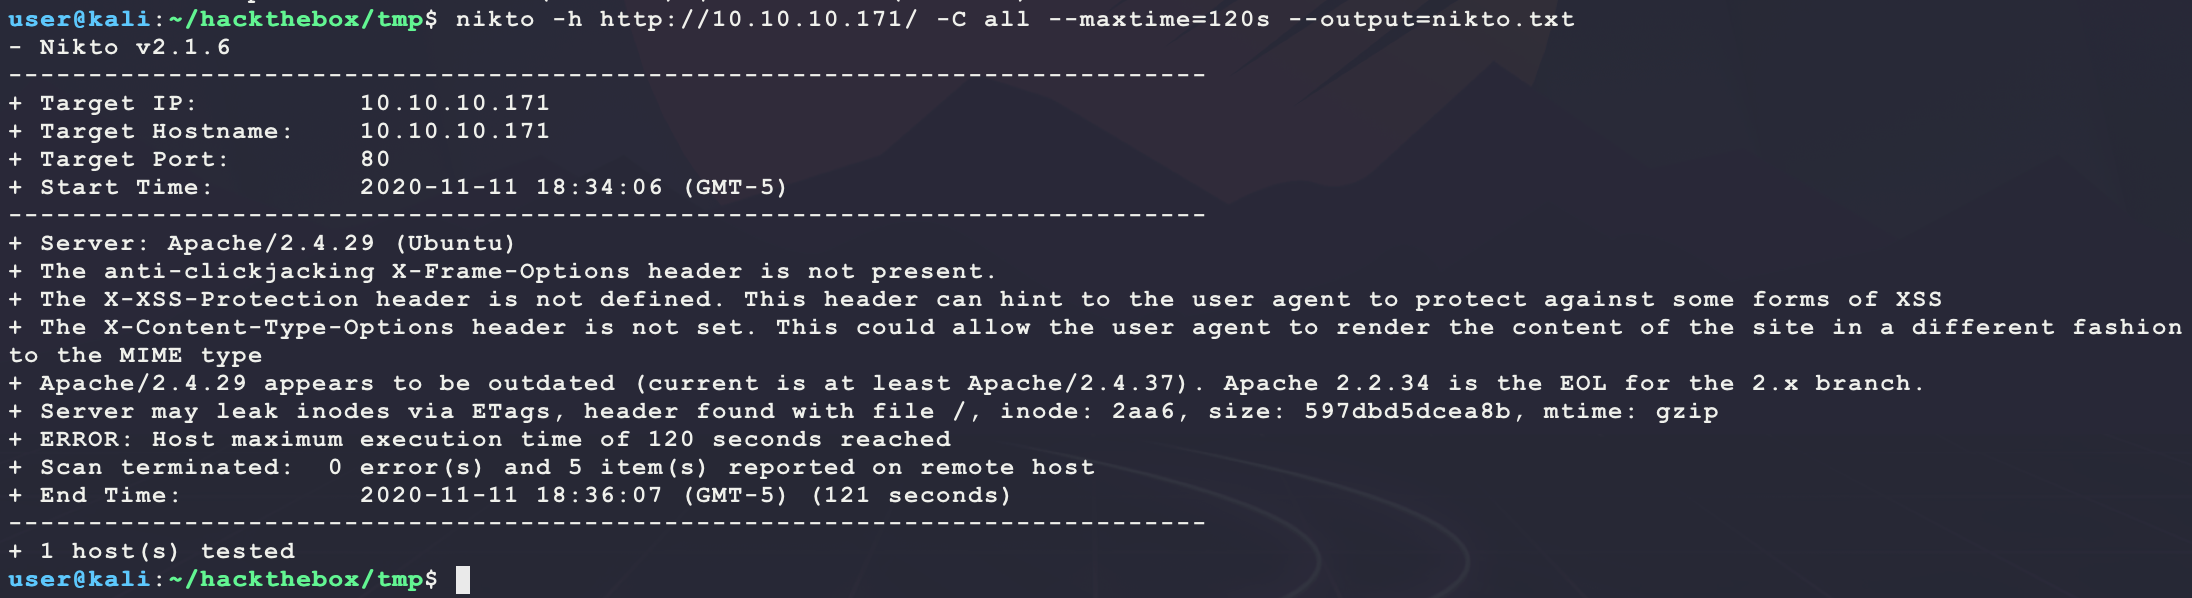 user@kali:~/hackthebox/tmp$ nikto -h http://10.10.10.171/ -C all --maxtime=120s --output=nikto.txt
- Nikto v2.1.6
---------------------------------------------------------------------------
+ Target IP:          10.10.10.171
+ Target Hostname:    10.10.10.171
+ Target Port:        80
+ Start Time:         2020-11-11 18:34:06 (GMT-5)
---------------------------------------------------------------------------
+ Server: Apache/2.4.29 (Ubuntu)
+ The anti-clickjacking X-Frame-Options header is not present.
+ The X-XSS-Protection header is not defined. This header can hint to the user agent to protect against some forms of XSS
+ The X-Content-Type-Options header is not set. This could allow the user agent to render the content of the site in a different fashion
to the MIME type
+ Apache/2.4.29 appears to be outdated (current is at least Apache/2.4.37). Apache 2.2.34 is the EOL for the 2.x branch.
+ Server may leak inodes via ETags, header found with file /, inode: 2aa6, size: 597dbd5dcea8b, mtime: gzip
+ ERROR: Host maximum execution time of 120 seconds reached
+ Scan terminated:  0 error(s) and 5 item(s) reported on remote host
+ End Time:           2020-11-11 18:36:07 (GMT-5) (121 seconds)
---------------------------------------------------------------------------
+ 1 host(s) tested
user@kali:~/hackthebox/tmp$